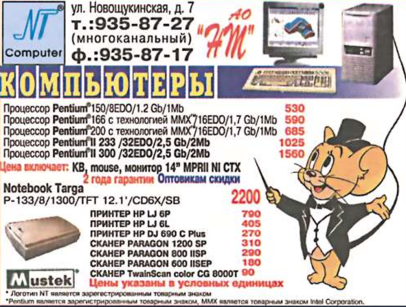 NT
Computer
ул. Новощукинская, д. 7
т.:935-87-27
(многоканальный)
ф.:935-87-17
АО
"НТ"
КОМПЬЮТЕРЫ
Процессор Pentium®150/8EDO/1.2 Gb/1Mb 530
Процессор Pentium®166 с технологией MMX™/16EDO/1,7 Gb/1Mb 590
Процессор Pentium®200 с технологией MMX™/16EDO/1,7 Gb/1Mb 685
Процессор Pentium®II 233 /32EDO/2,5 Gb/2Mb 1025
Процессор Pentium®II 300 /32EDO/2,5 Gb/2Mb 1560
Цена включает: КВ, mouse, монитор 14" MPRII NI CTX
2 года гарантии Оптовикам скидки
Notebook Targa
P-133/8/1300/TFT 12.1'/CD6X/SB 2200
ПРИНТЕР HP LJ 6P 790
ПРИНТЕР HP LJ 6L 405
ПРИНТЕР HP DJ 690 C Plus 270
СКАНЕР PARAGON 1200 SP 310
СКАНЕР PARAGON 800 IISP 290
СКАНЕР PARAGON 600 IISEP 180
СКАНЕР TwainScan color CG 8000T 90
Mustek®
Цены указаны в условных единицах
* Логотип NT является зарегистрированным товарным знаком
*Pentium является зарегистрированным товарным знаком, MMX является товарным знаком Intel Corporation.